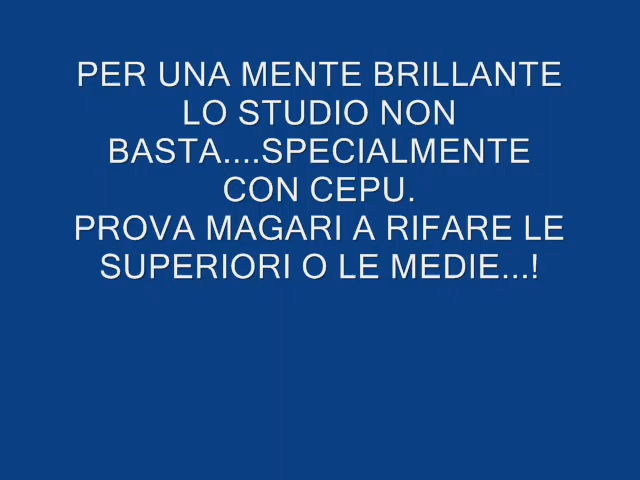 PER UNA MENTE BRILLANTE
LO STUDIO NON
BASTA....SPECIALMENTE
CON CEPU.
PROVA MAGARI A RIFARE LE
SUPERIORI O LE MEDIE...!